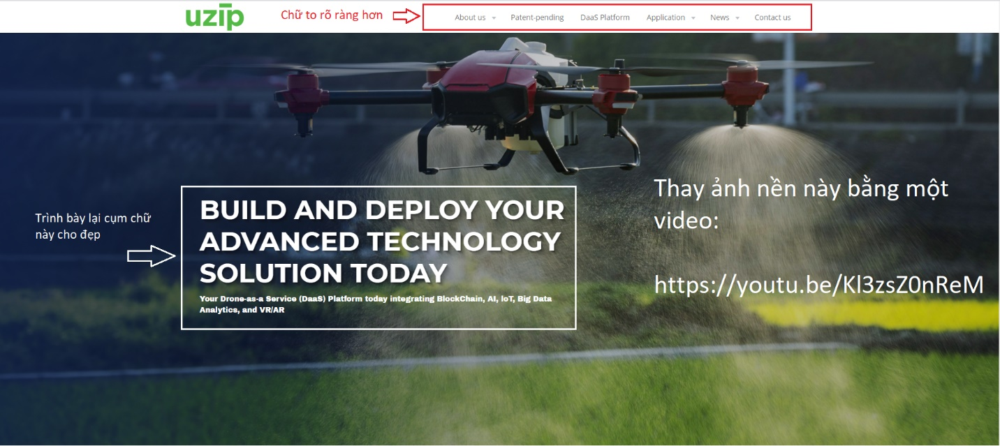 uzip
Chữ to rõ ràng hơn
About us Patent-pending DaaS Platform Application News Contact us
Trình bày lại cụm chữ
này cho đẹp
BUILD AND DEPLOY YOUR
ADVANCED TECHNOLOGY
SOLUTION TODAY
Your Drone-as-a Service (DaaS) Platform today integrating BlockChain, AI, IoT, Big Data
Analytics, and VR/AR
Thay ảnh nền này bằng một
video:
https://youtu.be/Kl3zsZ0nReM